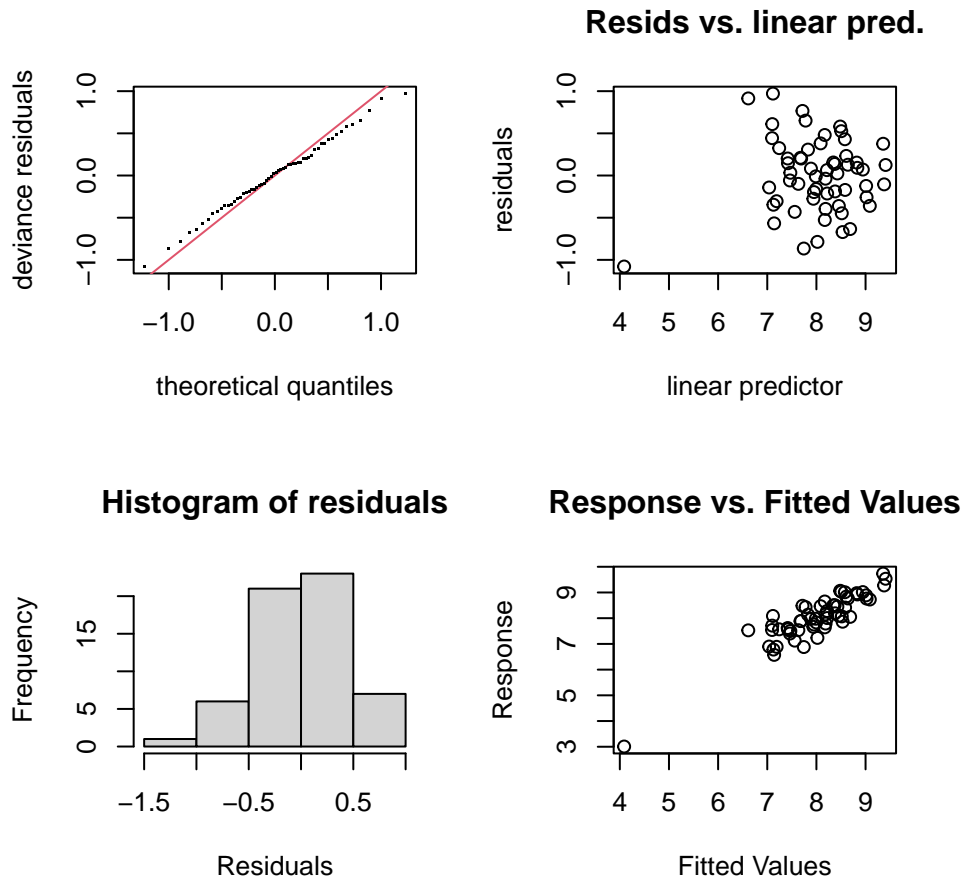 deviance residuals
−1.0 0.0 1.0
−1.0 0.0 1.0
theoretical quantiles
Resids vs. linear pred.
residuals
−1.0 0.0 1.0
4 5 6 7 8 9
linear predictor
Histogram of residuals
Frequency
0 5 15
−1.5 −0.5 0.5
Residuals
Response vs. Fitted Values
Response
3 5 7 9
4 5 6 7 8 9
Fitted Values